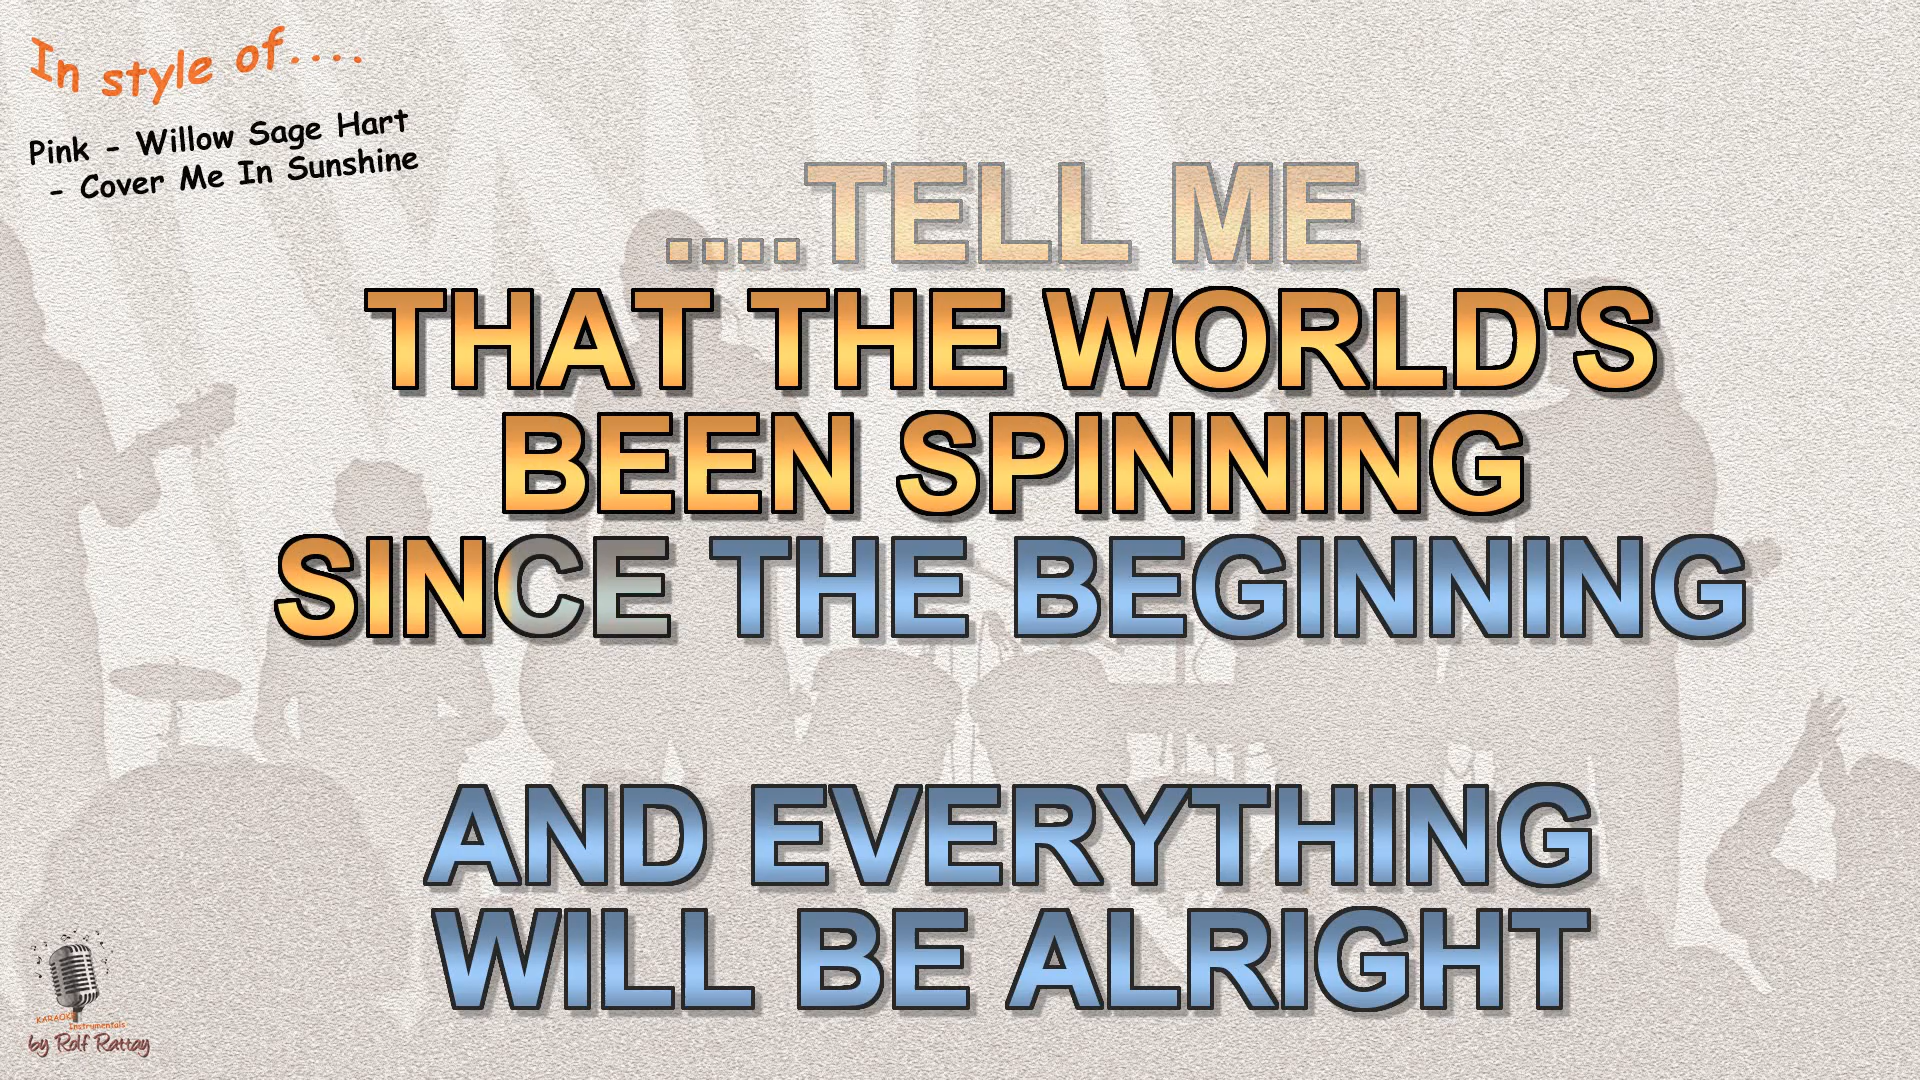 In style of....
Pink - Willow Sage Hart
- Cover Me In Sunshine
....TELL ME
THAT THE WORLD'S
BEEN SPINNING
SINCE THE BEGINNING
AND EVERYTHING
WILL BE ALRIGHT
KARAOKE
Instrumentals
by Rolf Rattay